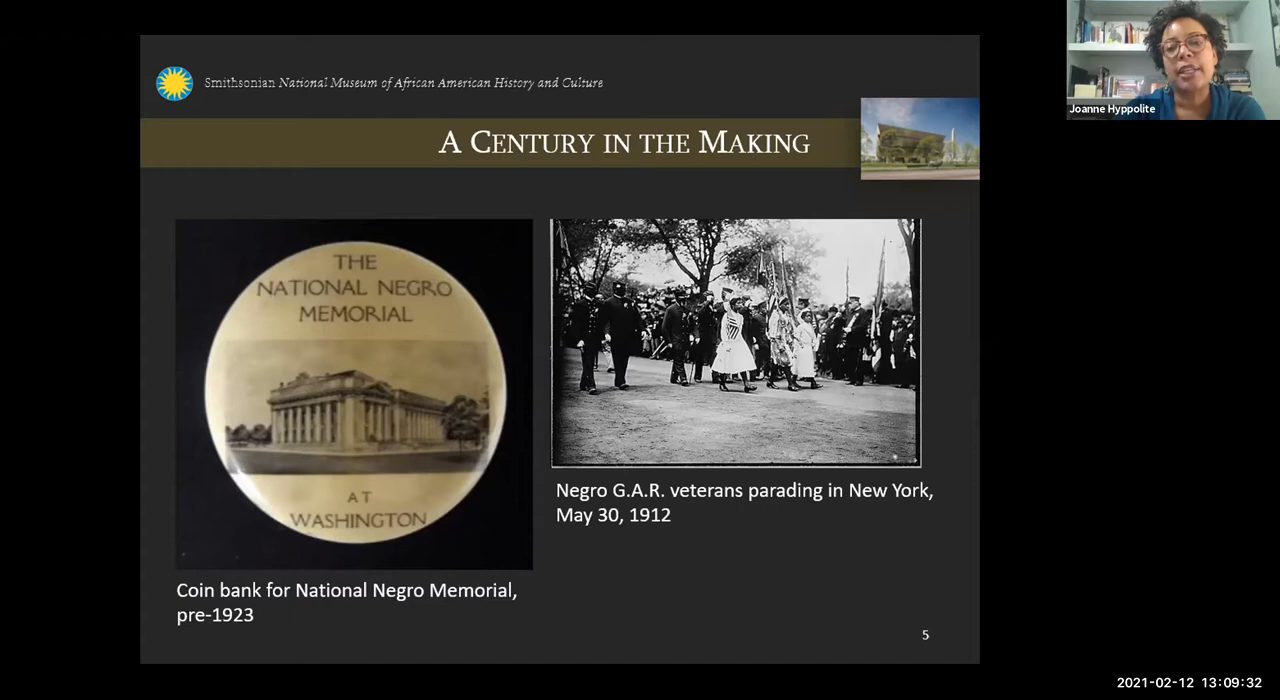 Smithsonian National Museum of African American History and Culture
A CENTURY IN THE MAKING
THE
NATIONAL NEGRO
MEMORIAL
AT
WASHINGTON
Coin bank for National Negro Memorial,
pre-1923
Negro G.A.R. veterans parading in New York,
May 30, 1912
5
Joanne Hyppolite
2021-02-12 13:09:32